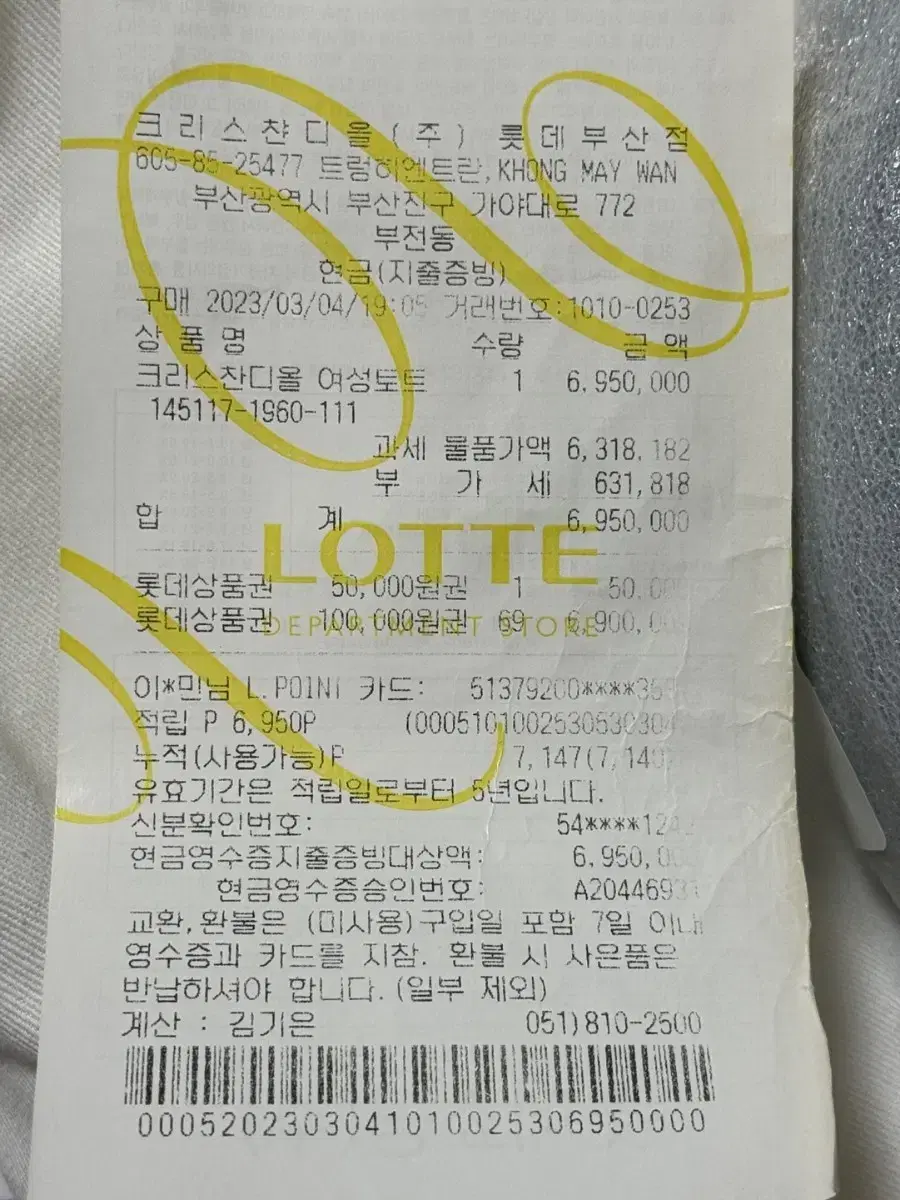 크리스챤디올(주) 롯데부산점
605-85-25477 트렁히엔트란, KHONG MAY WAN
부산광역시 부산진구 가야대로 772
부전동
현금(지출증빙)
구매 2023/03/04/19:05 거래번호:1010-0253
상품명 수량 금액
크리스챤디올 여성토트 1 6,950,000
145117-1960-111
과세 물품가액 6,318,182
부 가 세 631,818
합 계 6,950,000
LOTTE
롯데상품권 50,000원권 1 50,0
롯데상품권 100,000원권 69 6,900,0
DEPARTMENT STORE
이*민님 L.POINT 카드: 51379200****35
적립 P 6,950P (000510100253053030
누적(사용가능)P 7,147(7,140
유효기간은 적립일로부터 5년입니다.
신분확인번호: 54****124
현금영수증지출증빙대상액: 6,950,0
현금영수증승인번호: A2044693
교환,환불은 (미사용)구입일 포함 7일 이내
영수증과 카드를 지참. 환불 시 사은품은
반납하셔야 합니다.(일부 제외)
계산 : 김기은 051)810-2500
0005202303041010025306950000